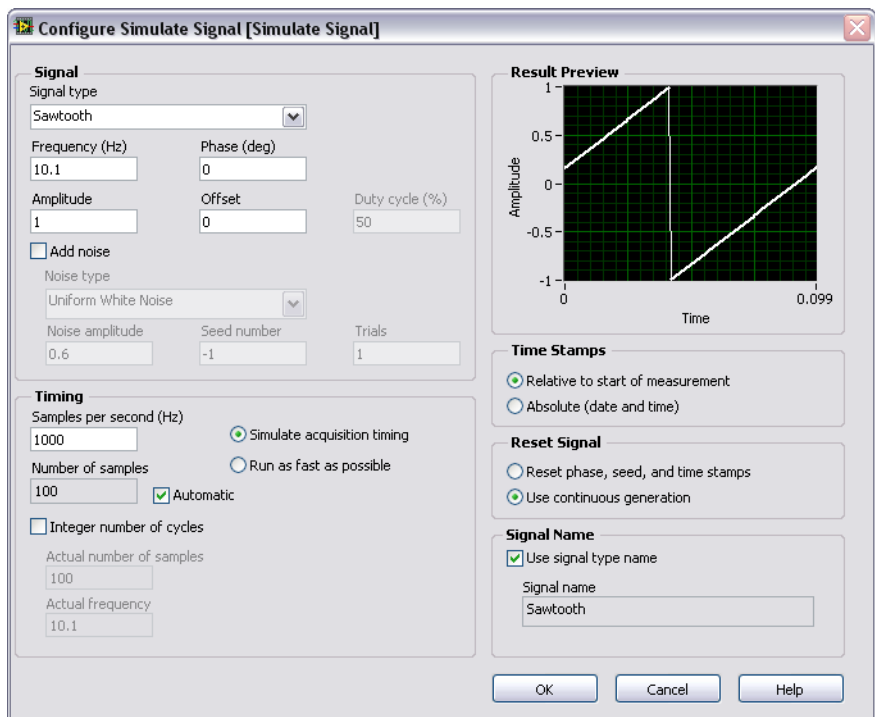 Configure Simulate Signal [Simulate Signal]
Signal
Signal type
Sawtooth
Frequency (Hz) Phase (deg)
10.1 0
Amplitude Offset Duty cycle (%)
1 0 50
Add noise
Noise type
Uniform White Noise
Noise amplitude Seed number Trials
0.6 -1 1
Timing
Samples per second (Hz)
1000
Simulate acquisition timing
Run as fast as possible
Number of samples
100
Automatic
Integer number of cycles
Actual number of samples
100
Actual frequency
10.1
Result Preview
1
0.5
0
-0.5
-1
Amplitude
0 0.099
Time
Time Stamps
Relative to start of measurement
Absolute (date and time)
Reset Signal
Reset phase, seed, and time stamps
Use continuous generation
Signal Name
Use signal type name
Signal name
Sawtooth
OK Cancel Help